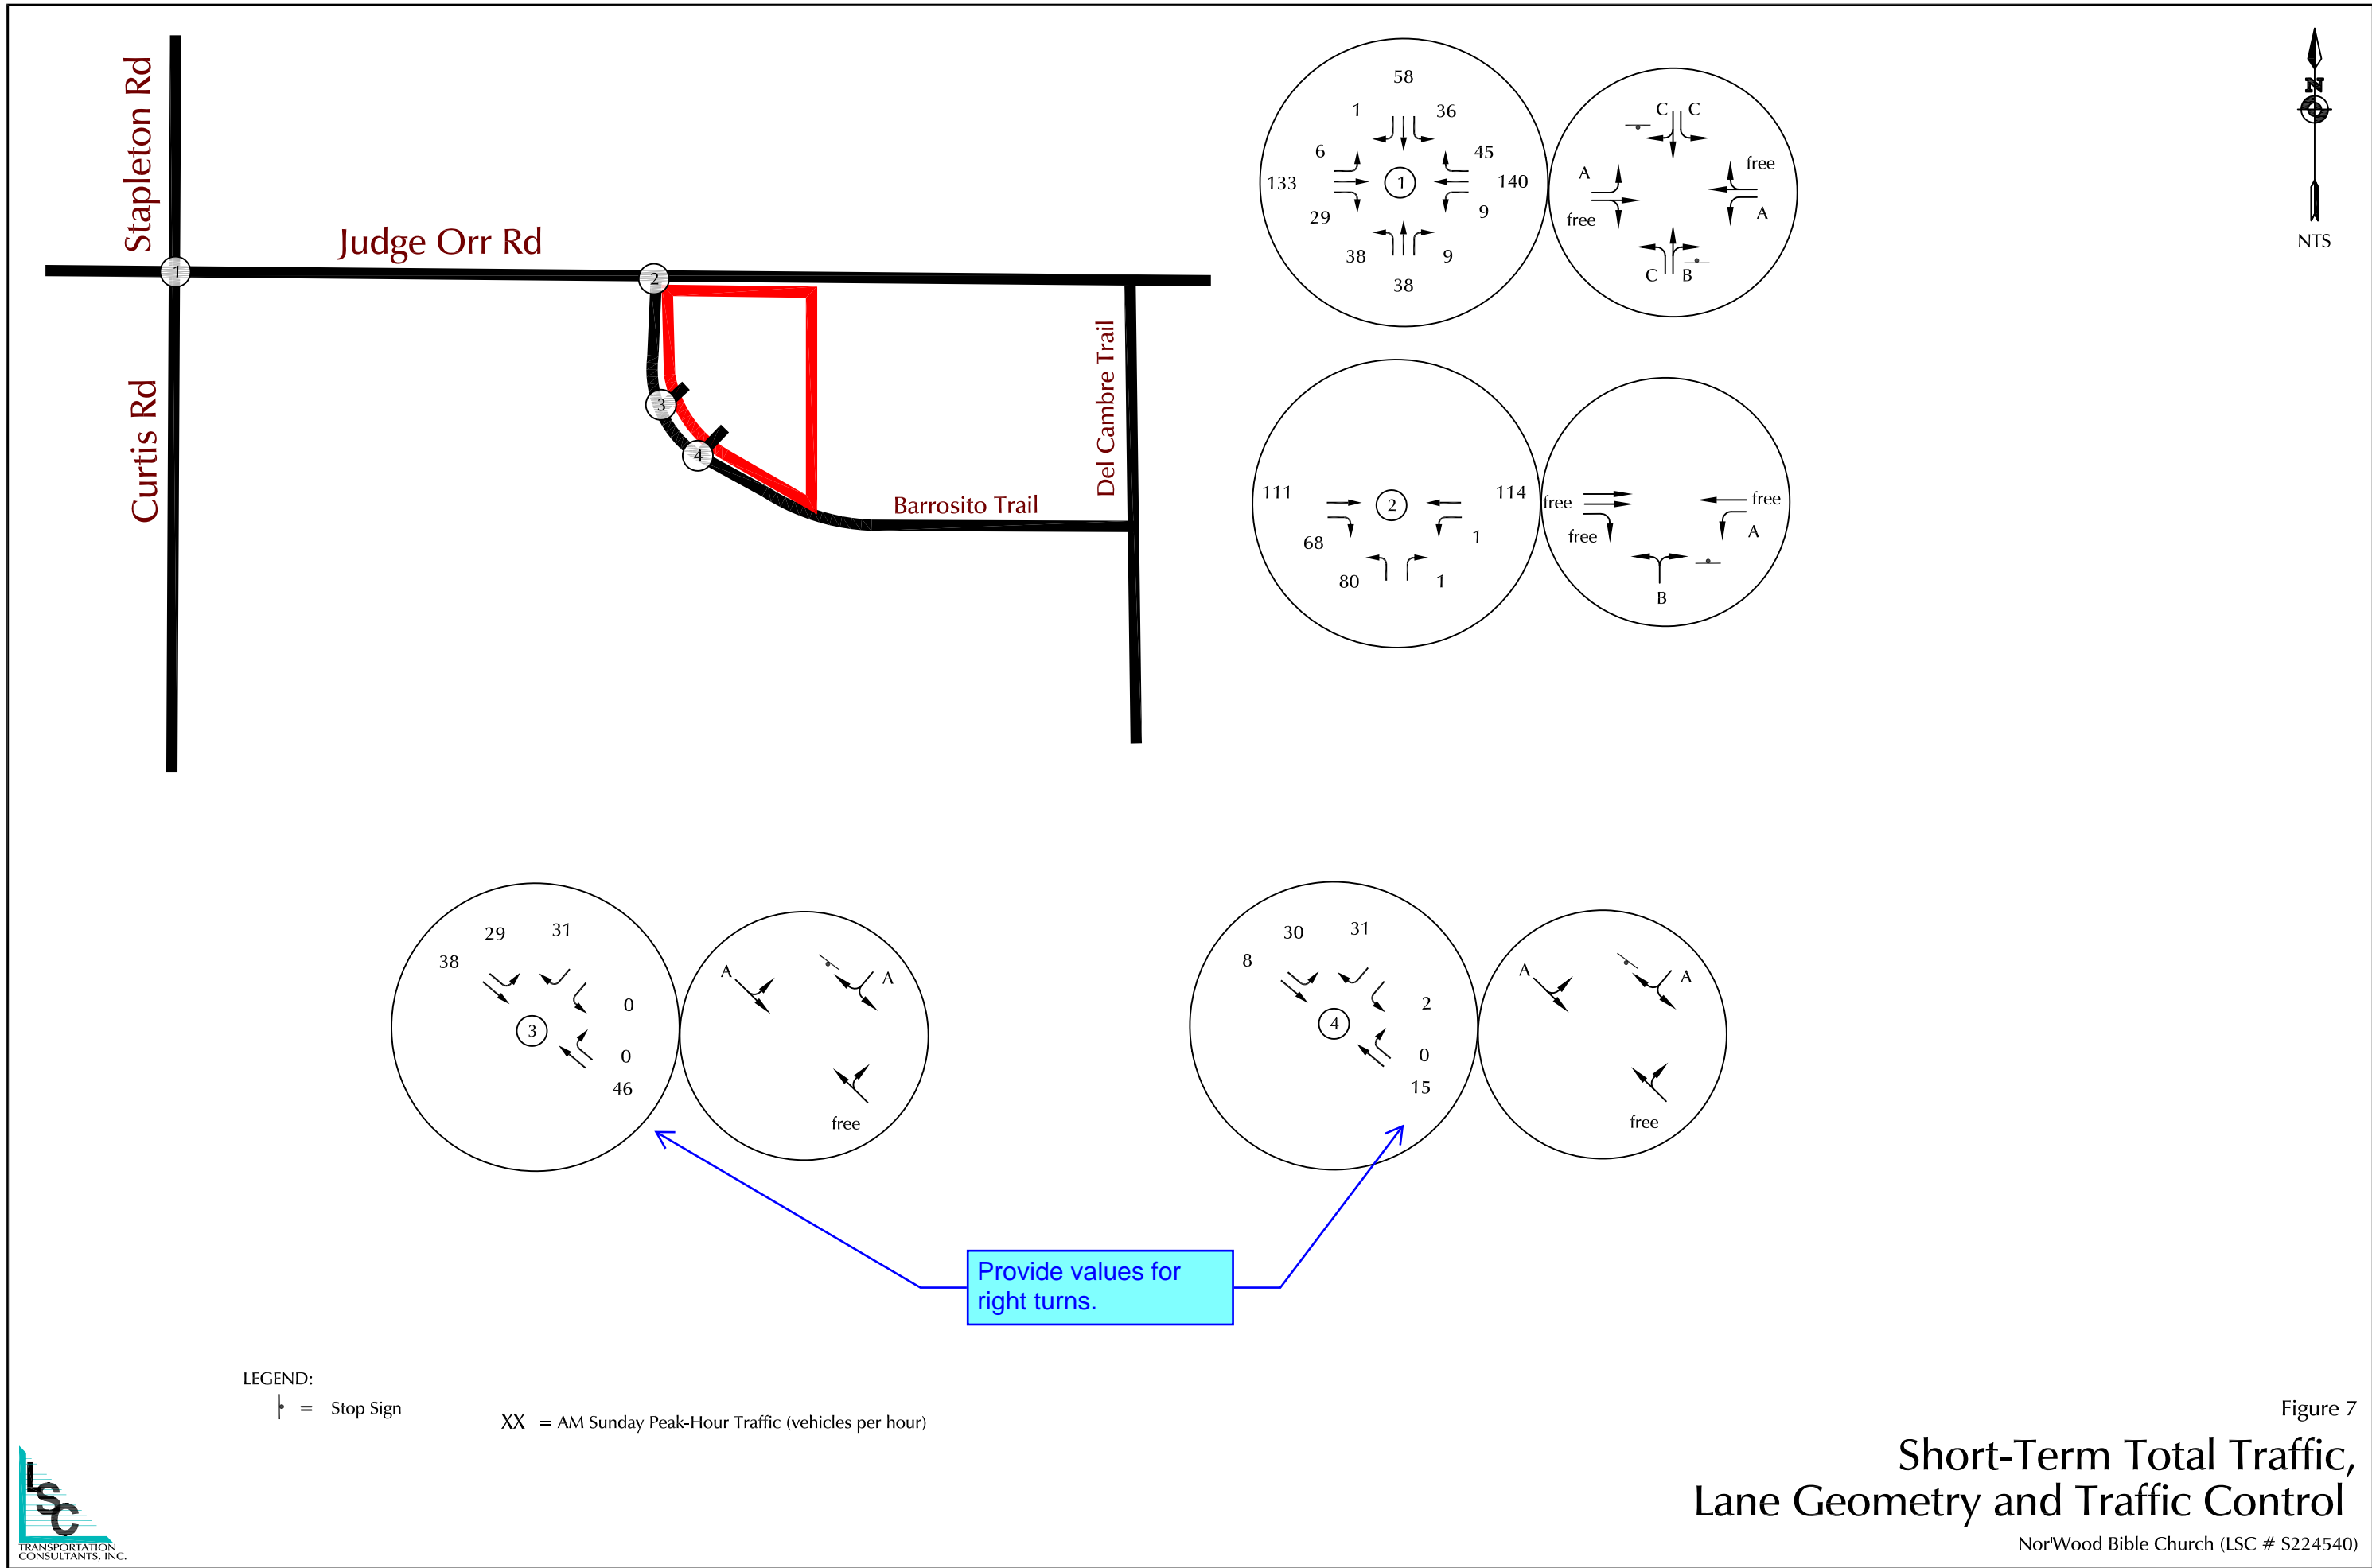 Stapleton Rd
Curtis Rd
Judge Orr Rd
Del Cambre Trail
Barrosito Trail
1
2
3
4
58
1
36
6
45
133
1
140
29
9
38
9
38
C
C
free
A
free
A
C
B
N
NTS
111
2
114
68
1
80
1
free
free
free
A
B
29
31
38
0
3
0
46
A
A
free
30
31
8
2
4
0
15
A
A
free
Provide values for
right turns.
LEGEND:
= Stop Sign
XX = AM Sunday Peak-Hour Traffic (vehicles per hour)
LSC
TRANSPORTATION
CONSULTANTS, INC.
Figure 7
Short-Term Total Traffic,
Lane Geometry and Traffic Control
Nor'Wood Bible Church (LSC # S224540)